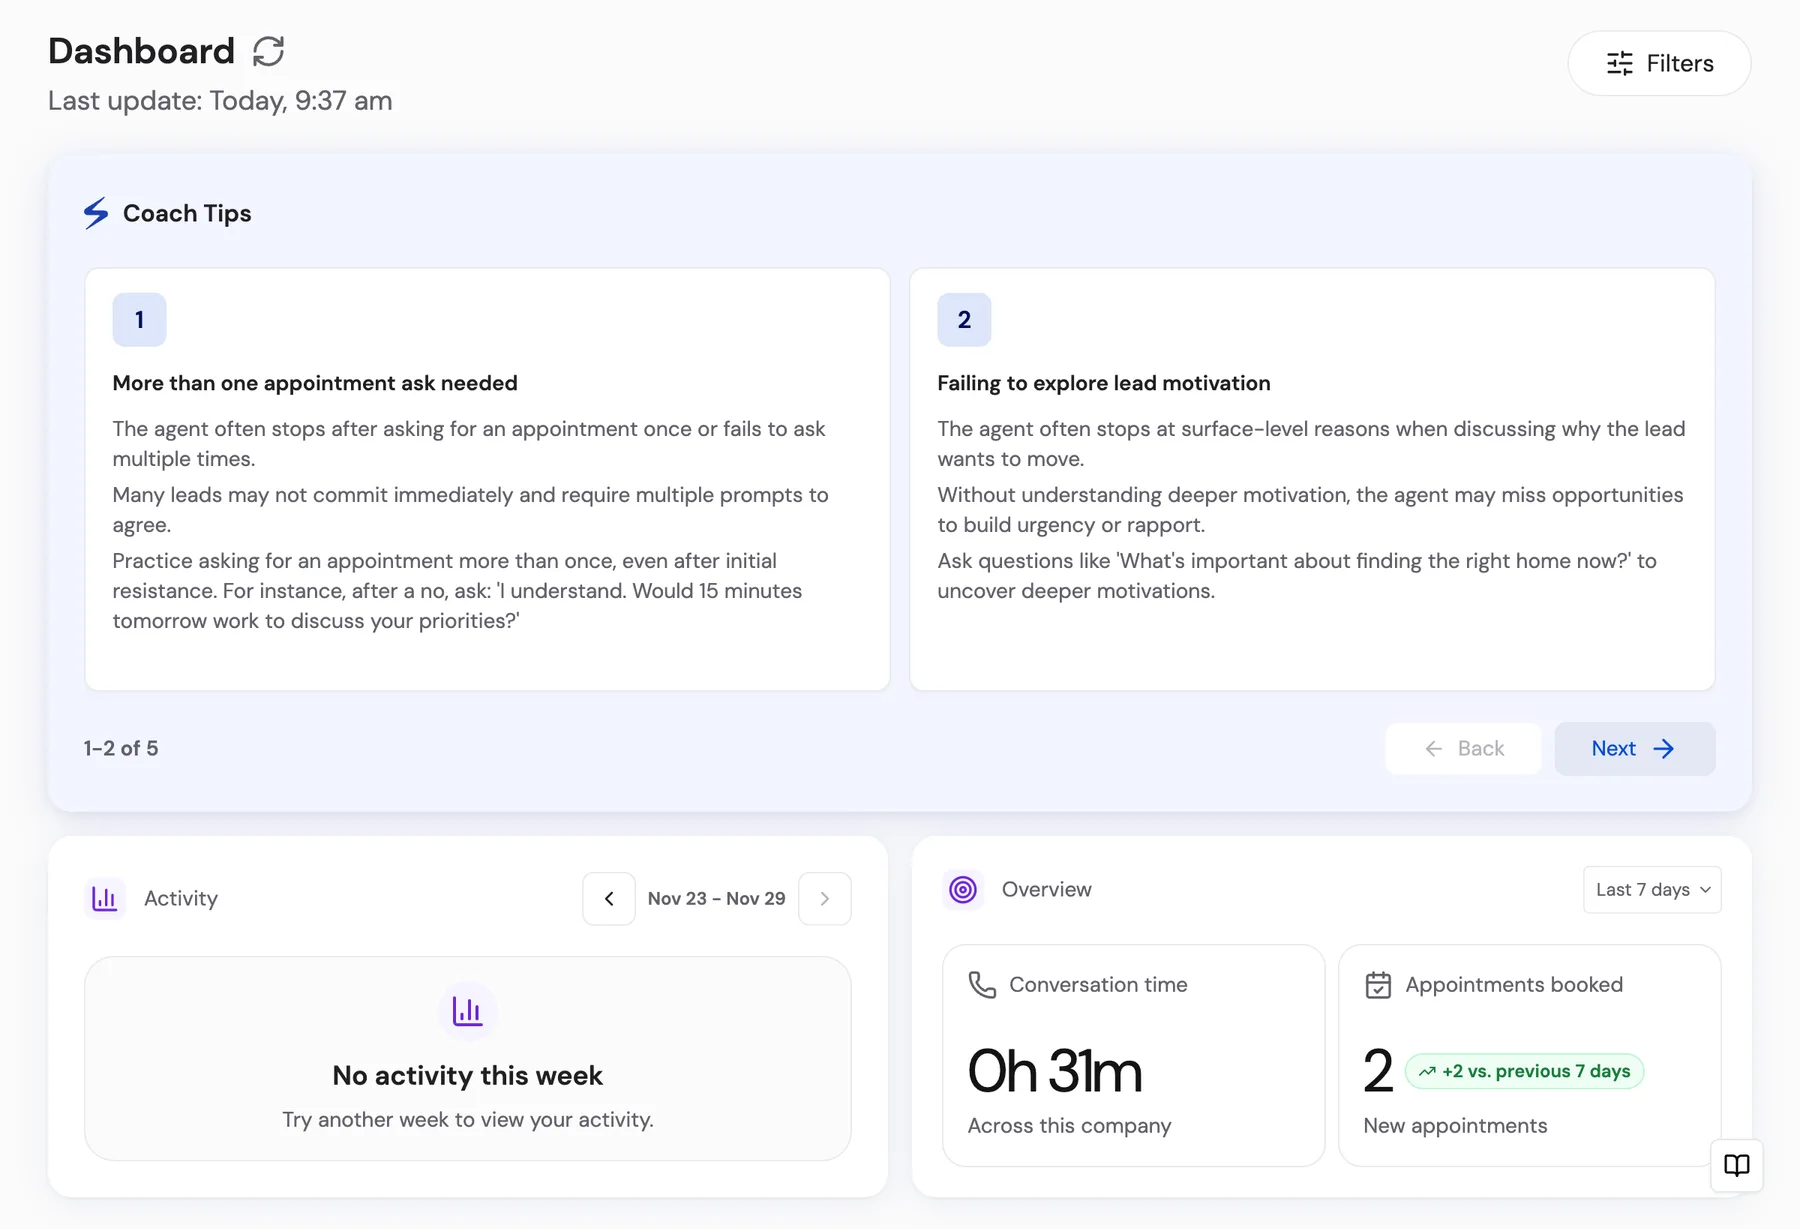 Dashboard
Last update: Today, 9:37 am
Filters
Coach Tips
1
More than one appointment ask needed
The agent often stops after asking for an appointment once or fails to ask
multiple times.
Many leads may not commit immediately and require multiple prompts to
agree.
Practice asking for an appointment more than once, even after initial
resistance. For instance, after a no, ask: 'I understand. Would 15 minutes
tomorrow work to discuss your priorities?'
2
Failing to explore lead motivation
The agent often stops at surface-level reasons when discussing why the lead
wants to move.
Without understanding deeper motivation, the agent may miss opportunities
to build urgency or rapport.
Ask questions like 'What's important about finding the right home now?' to
uncover deeper motivations.
1-2 of 5
Back
Next
Activity
Nov 23 - Nov 29
No activity this week
Try another week to view your activity.
Overview
Last 7 days
Conversation time
0h 31m
Across this company
Appointments booked
2 +2 vs. previous 7 days
New appointments